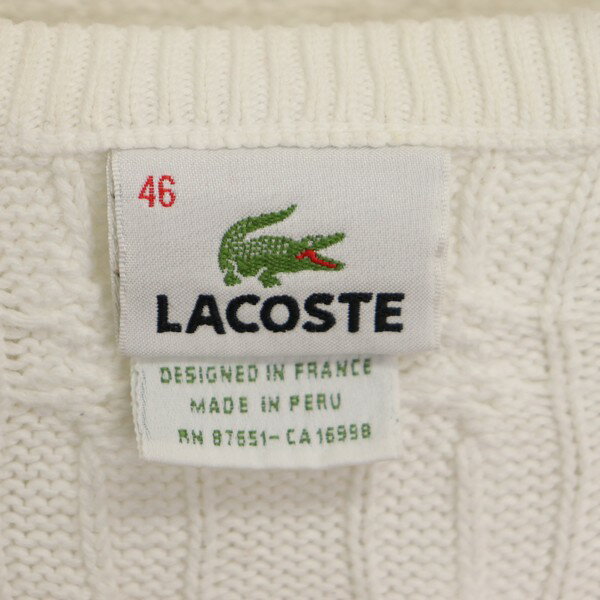 46
LACOSTE
DESIGNED IN FRANCE
MADE IN PERU
RN 87651-CA 16998